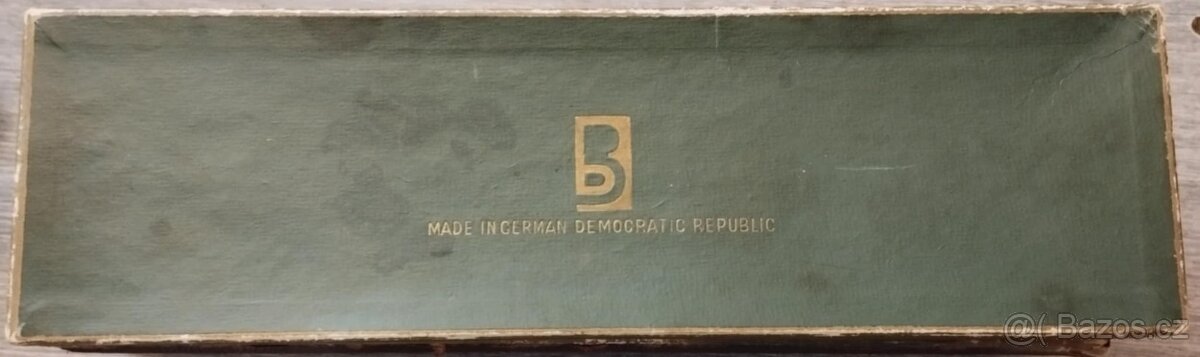 B
MADE IN GERMAN DEMOCRATIC REPUBLIC
@( Bazos.cz